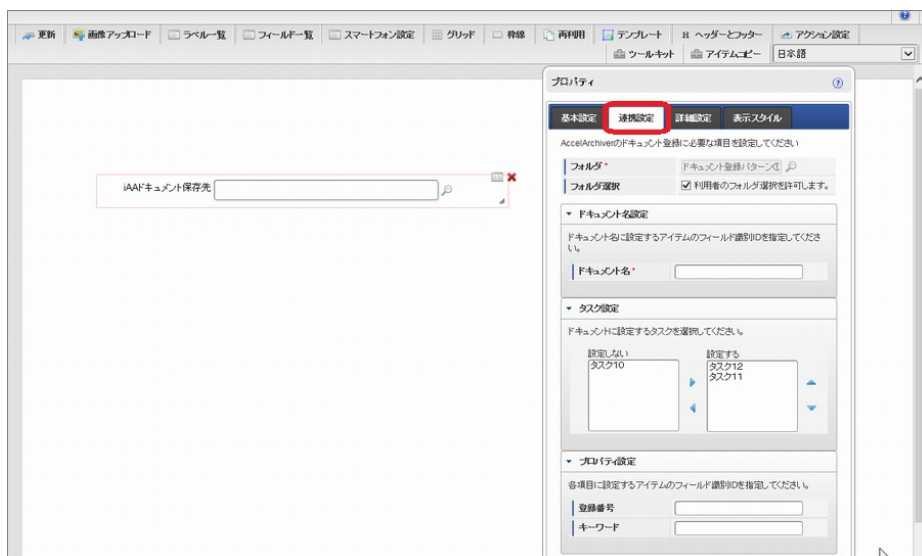 更新 画像アップロード ラベル一覧 フィールド一覧 スマートフォン設定 グリッド 枠線 再利用 テンプレート ヘッダーとフッター アクション設定
ツールキット アイテムコピー 日本語
プロパティ
基本設定 連携設定 詳細設定 表示スタイル
AccelArchiverのドキュメント登録に必要な項目を設定してください
フォルダ* ドキュメント登録パターン①
フォルダ選択 利用者のフォルダ選択を許可します。
iAAドキュメント保存先
ドキュメント名設定
ドキュメント名に設定するアイテムのフィールド識別IDを指定してくださ
い。
ドキュメント名*
タスク設定
ドキュメントに設定するタスクを選択してください。
設定しない 設定する
タスク10 タスク12
タスク11
プロパティ設定
各項目に設定するアイテムのフィールド識別IDを指定してください。
登録番号
キーワード